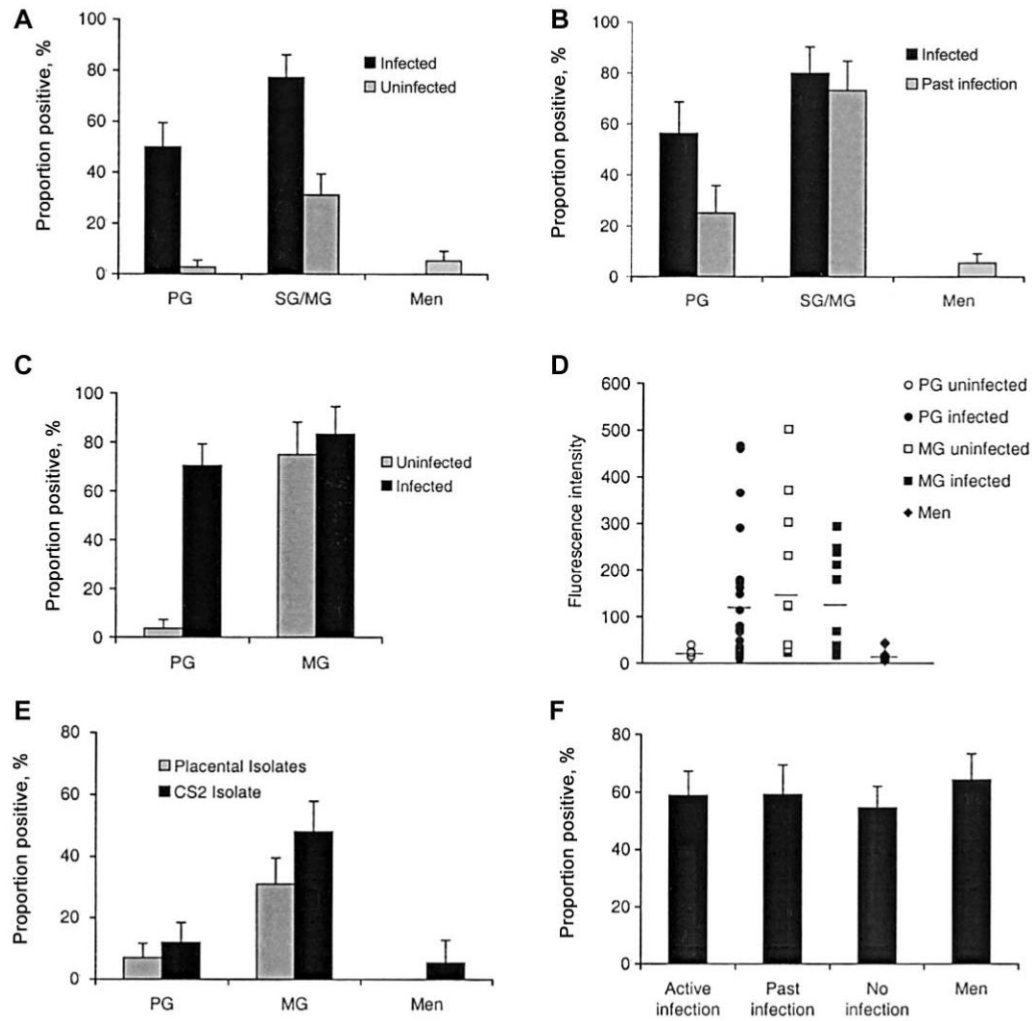 A
Proportion positive, %
100
80
60
40
20
0
Infected
Uninfected
PG
SG/MG
Men
B
Proportion positive, %
100
80
60
40
20
0
Infected
Past infection
PG
SG/MG
Men
C
Proportion positive, %
100
80
60
40
20
0
Uninfected
Infected
PG
MG
D
Fluorescence intensity
600
500
400
300
200
100
0
PG uninfected
PG infected
MG uninfected
MG infected
Men
E
Proportion positive, %
80
60
40
20
0
Placental Isolates
CS2 Isolate
PG
MG
Men
F
Proportion positive, %
80
60
40
20
0
Active
infection
Past
infection
No
infection
Men